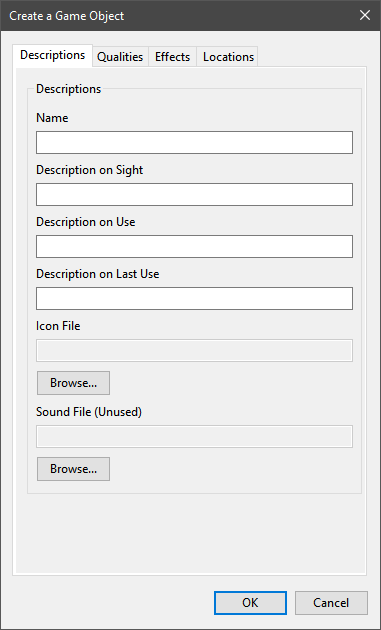 Create a Game Object
Descriptions Qualities Effects Locations
Descriptions
Name
Description on Sight
Description on Use
Description on Last Use
Icon File
Browse...
Sound File (Unused)
Browse...
OK Cancel